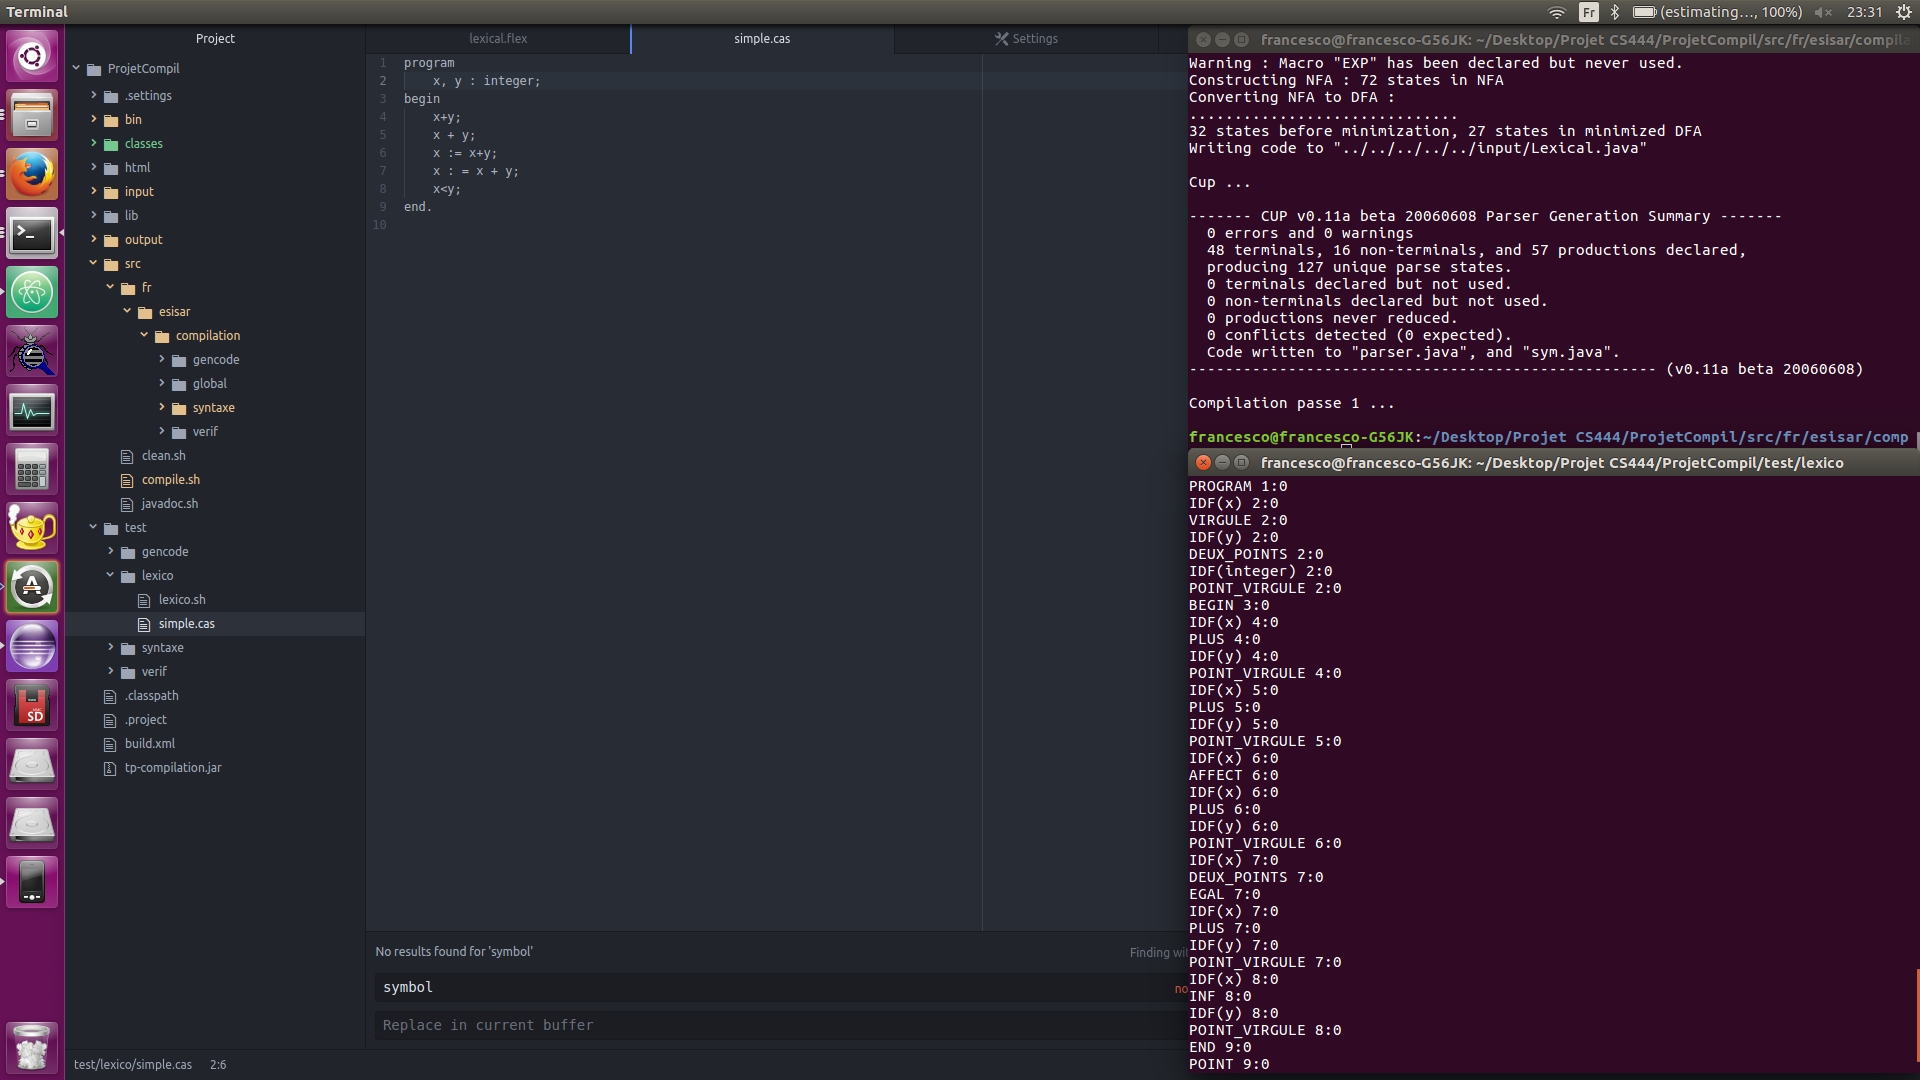 Terminal
Fr
(estimating..., 100%)
23:31
Project
ProjetCompil
.settings
bin
classes
html
input
lib
output
src
fr
esisar
compilation
gencode
global
syntaxe
verif
clean.sh
compile.sh
javadoc.sh
test
gencode
lexico
lexico.sh
simple.cas
syntaxe
verif
.classpath
.project
build.xml
tp-compilation.jar
lexical.flex
simple.cas
Settings
1 program
2 x, y : integer;
3 begin
4 x+y;
5 x + y;
6 x := x+y;
7 x : = x + y;
8 x<y;
9 end.
10
No results found for 'symbol'
Finding wit
symbol
no
Replace in current buffer
test/lexico/simple.cas 2:6
francesco@francesco-G56JK: ~/Desktop/Projet CS444/ProjetCompil/src/fr/esisar/compila
Warning : Macro "EXP" has been declared but never used.
Constructing NFA : 72 states in NFA
Converting NFA to DFA :
..............................
32 states before minimization, 27 states in minimized DFA
Writing code to "../../../../../input/Lexical.java"
Cup ...
------- CUP v0.11a beta 20060608 Parser Generation Summary -------
0 errors and 0 warnings
48 terminals, 16 non-terminals, and 57 productions declared,
producing 127 unique parse states.
0 terminals declared but not used.
0 non-terminals declared but not used.
0 productions never reduced.
0 conflicts detected (0 expected).
Code written to "parser.java", and "sym.java".
---------------------------------------------------- (v0.11a beta 20060608)
Compilation passe 1 ...
francesco@francesco-G56JK:~/Desktop/Projet CS444/ProjetCompil/src/fr/esisar/comp
francesco@francesco-G56JK: ~/Desktop/Projet CS444/ProjetCompil/test/lexico
PROGRAM 1:0
IDF(x) 2:0
VIRGULE 2:0
IDF(y) 2:0
DEUX_POINTS 2:0
IDF(integer) 2:0
POINT_VIRGULE 2:0
BEGIN 3:0
IDF(x) 4:0
PLUS 4:0
IDF(y) 4:0
POINT_VIRGULE 4:0
IDF(x) 5:0
PLUS 5:0
IDF(y) 5:0
POINT_VIRGULE 5:0
IDF(x) 6:0
AFFECT 6:0
IDF(x) 6:0
PLUS 6:0
IDF(y) 6:0
POINT_VIRGULE 6:0
IDF(x) 7:0
DEUX_POINTS 7:0
EGAL 7:0
IDF(x) 7:0
PLUS 7:0
IDF(y) 7:0
POINT_VIRGULE 7:0
IDF(x) 8:0
INF 8:0
IDF(y) 8:0
POINT_VIRGULE 8:0
END 9:0
POINT 9:0